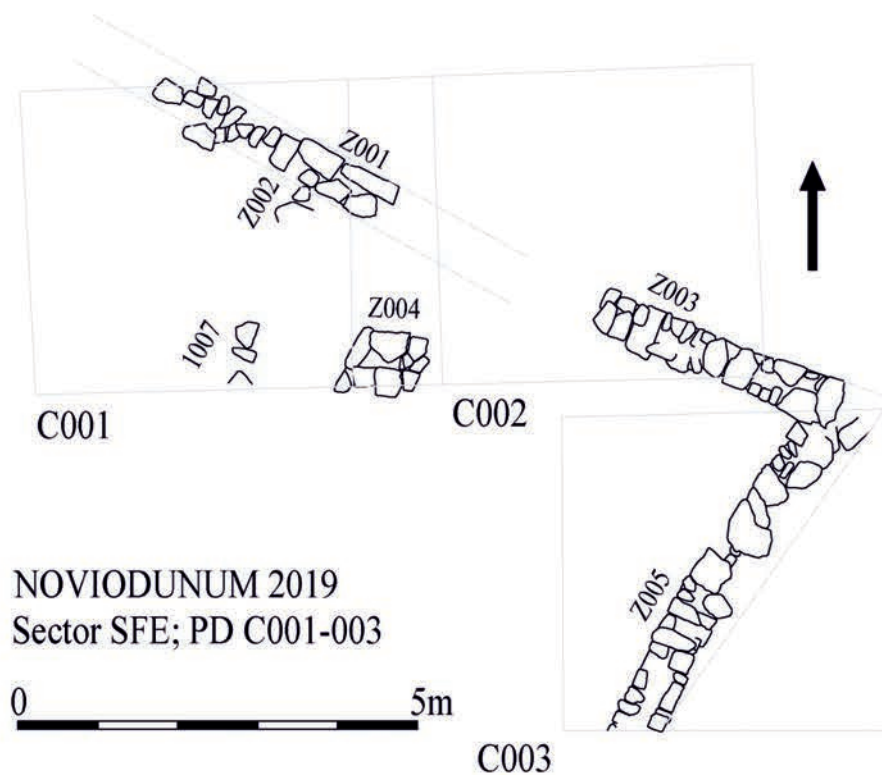 Z001
Z002
Z003
Z004
1007
C001
C002
Z005
NOVIODUNUM 2019
Sector SFE; PD C001-003
0 5m
C003